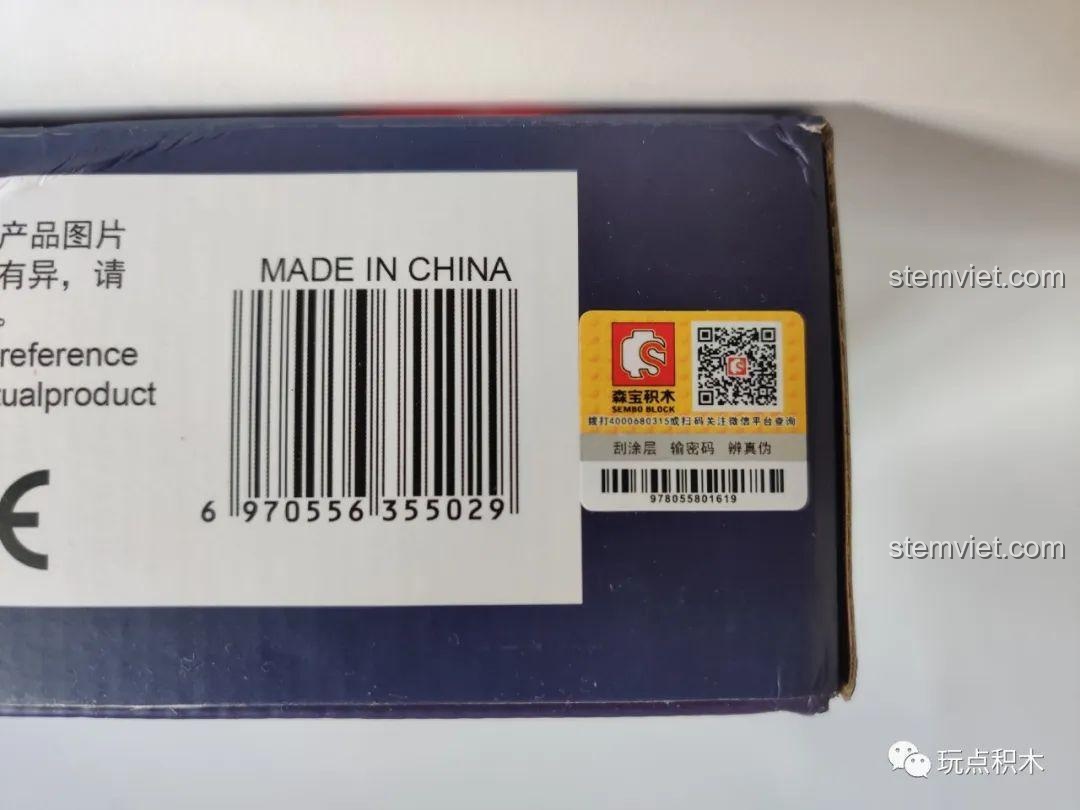 产品图片
有异，请
。
reference
tualproduct
CE
MADE IN CHINA
6 970556 355029
S
森宝积木
SEMBO BLOCK
拨打4000680315或扫码关注微信平台查询
刮涂层 输密码 辨真伪
978055801619
stemviet.com
stemviet.com
玩点积木